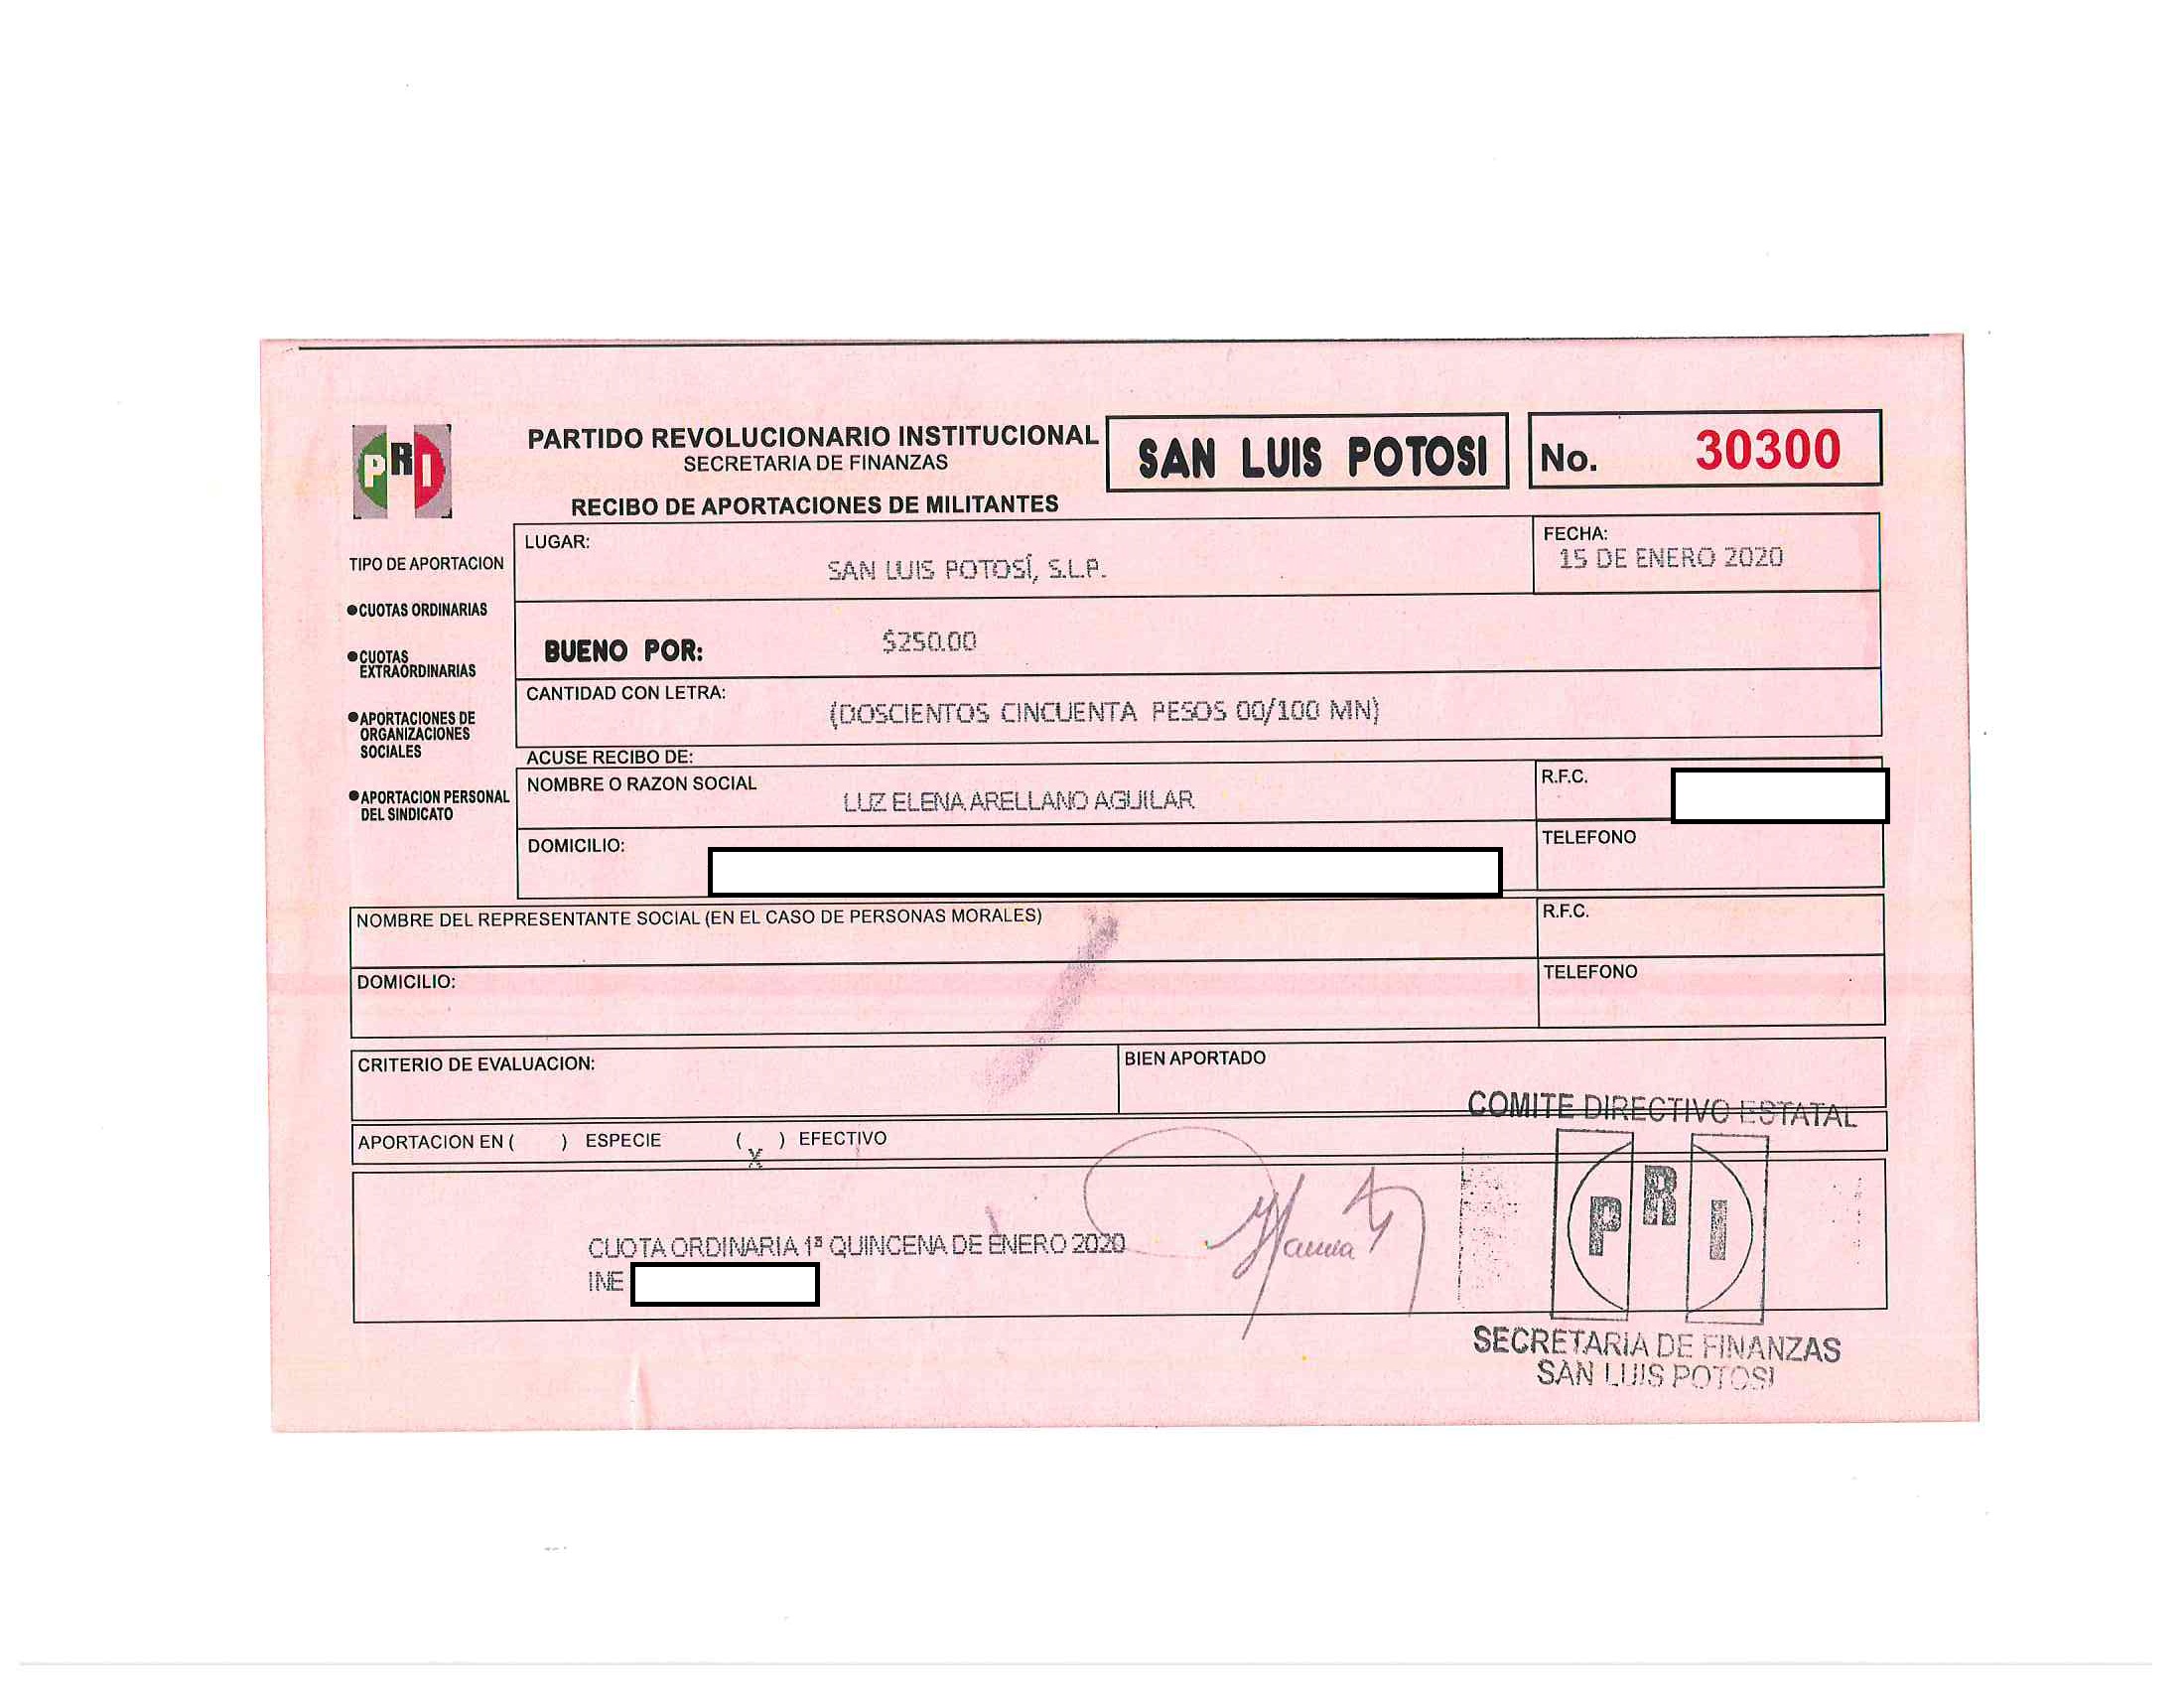 PRI
PARTIDO REVOLUCIONARIO INSTITUCIONAL
SECRETARIA DE FINANZAS
RECIBO DE APORTACIONES DE MILITANTES
SAN LUIS POTOSI
No. 30300
TIPO DE APORTACION
●CUOTAS ORDINARIAS
●CUOTAS
EXTRAORDINARIAS
●APORTACIONES DE
ORGANIZACIONES
SOCIALES
●APORTACION PERSONAL
DEL SINDICATO
LUGAR:
SAN LUIS POTOSÍ, S.L.P.
FECHA:
15 DE ENERO 2020
BUENO POR: $250.00
CANTIDAD CON LETRA:
(DOSCIENTOS CINCUENTA PESOS 00/100 MN)
ACUSE RECIBO DE:
NOMBRE O RAZON SOCIAL
LUZ ELENA ARELLANO AGUILAR
R.F.C.
DOMICILIO:
TELEFONO
NOMBRE DEL REPRESENTANTE SOCIAL (EN EL CASO DE PERSONAS MORALES)
R.F.C.
DOMICILIO:
TELEFONO
CRITERIO DE EVALUACION:
BIEN APORTADO
APORTACION EN ( ) ESPECIE ( X ) EFECTIVO
CUOTA ORDINARIA 1ª QUINCENA DE ENERO 2020
INE
COMITE DIRECTIVO ESTATAL
PRI
SECRETARIA DE FINANZAS
SAN LUIS POTOSI